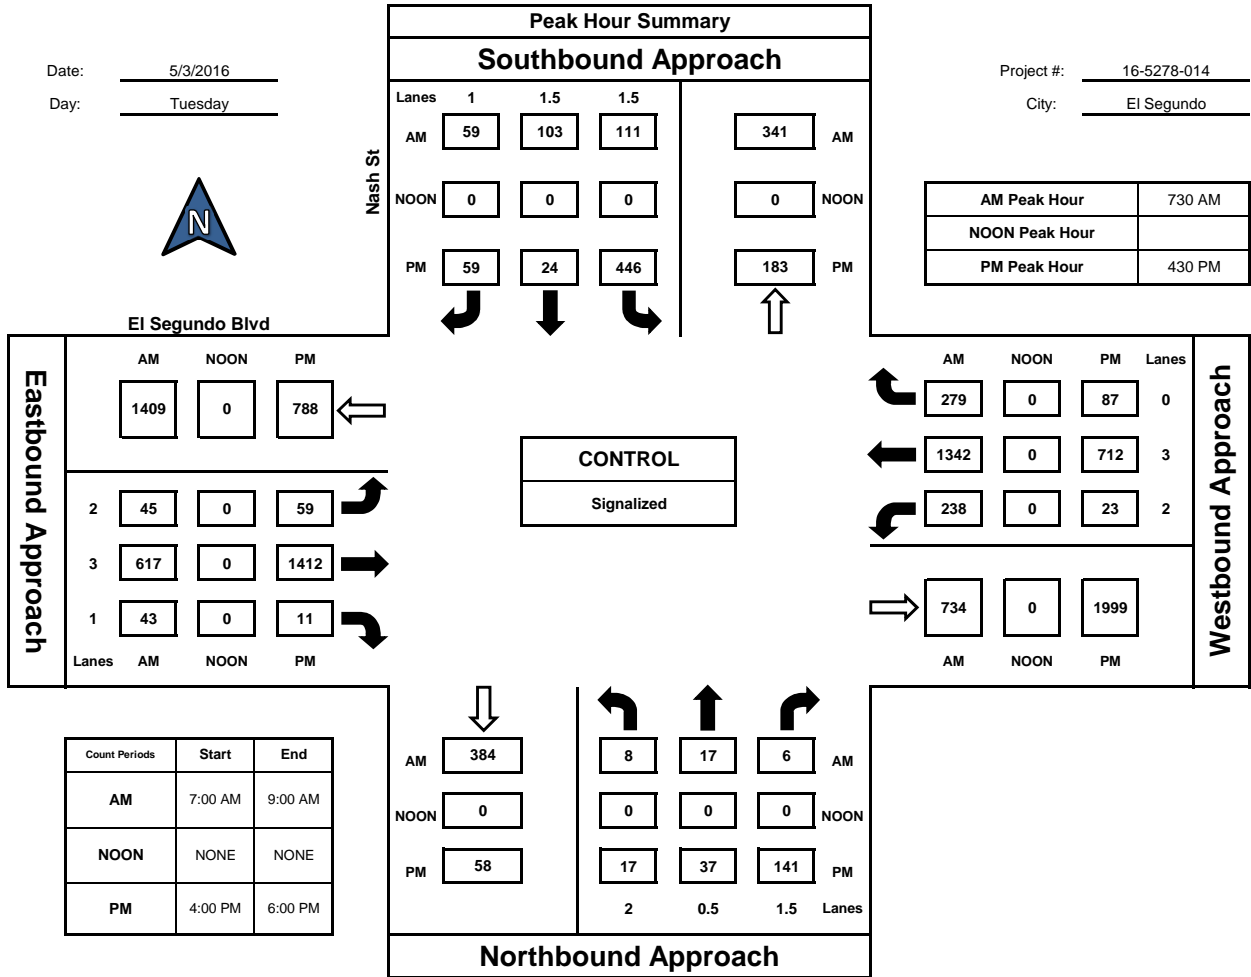 Peak Hour Summary
Southbound Approach
Date: 5/3/2016
Day: Tuesday
Project #: 16-5278-014
City: El Segundo
N
Nash St
Lanes 1 1.5 1.5
AM 59 103 111 341 AM
NOON 0 0 0 0 NOON
PM 59 24 446 183 PM
AM Peak Hour 730 AM
NOON Peak Hour
PM Peak Hour 430 PM
El Segundo Blvd
Eastbound Approach
AM NOON PM
1409 0 788
2 45 0 59
3 617 0 1412
1 43 0 11
Lanes AM NOON PM
CONTROL
Signalized
AM NOON PM Lanes
279 0 87 0
1342 0 712 3
238 0 23 2
734 0 1999
AM NOON PM
Westbound Approach
Count Periods Start End
AM 7:00 AM 9:00 AM
NOON NONE NONE
PM 4:00 PM 6:00 PM
AM 384 8 17 6 AM
NOON 0 0 0 0 NOON
PM 58 17 37 141 PM
2 0.5 1.5 Lanes
Northbound Approach